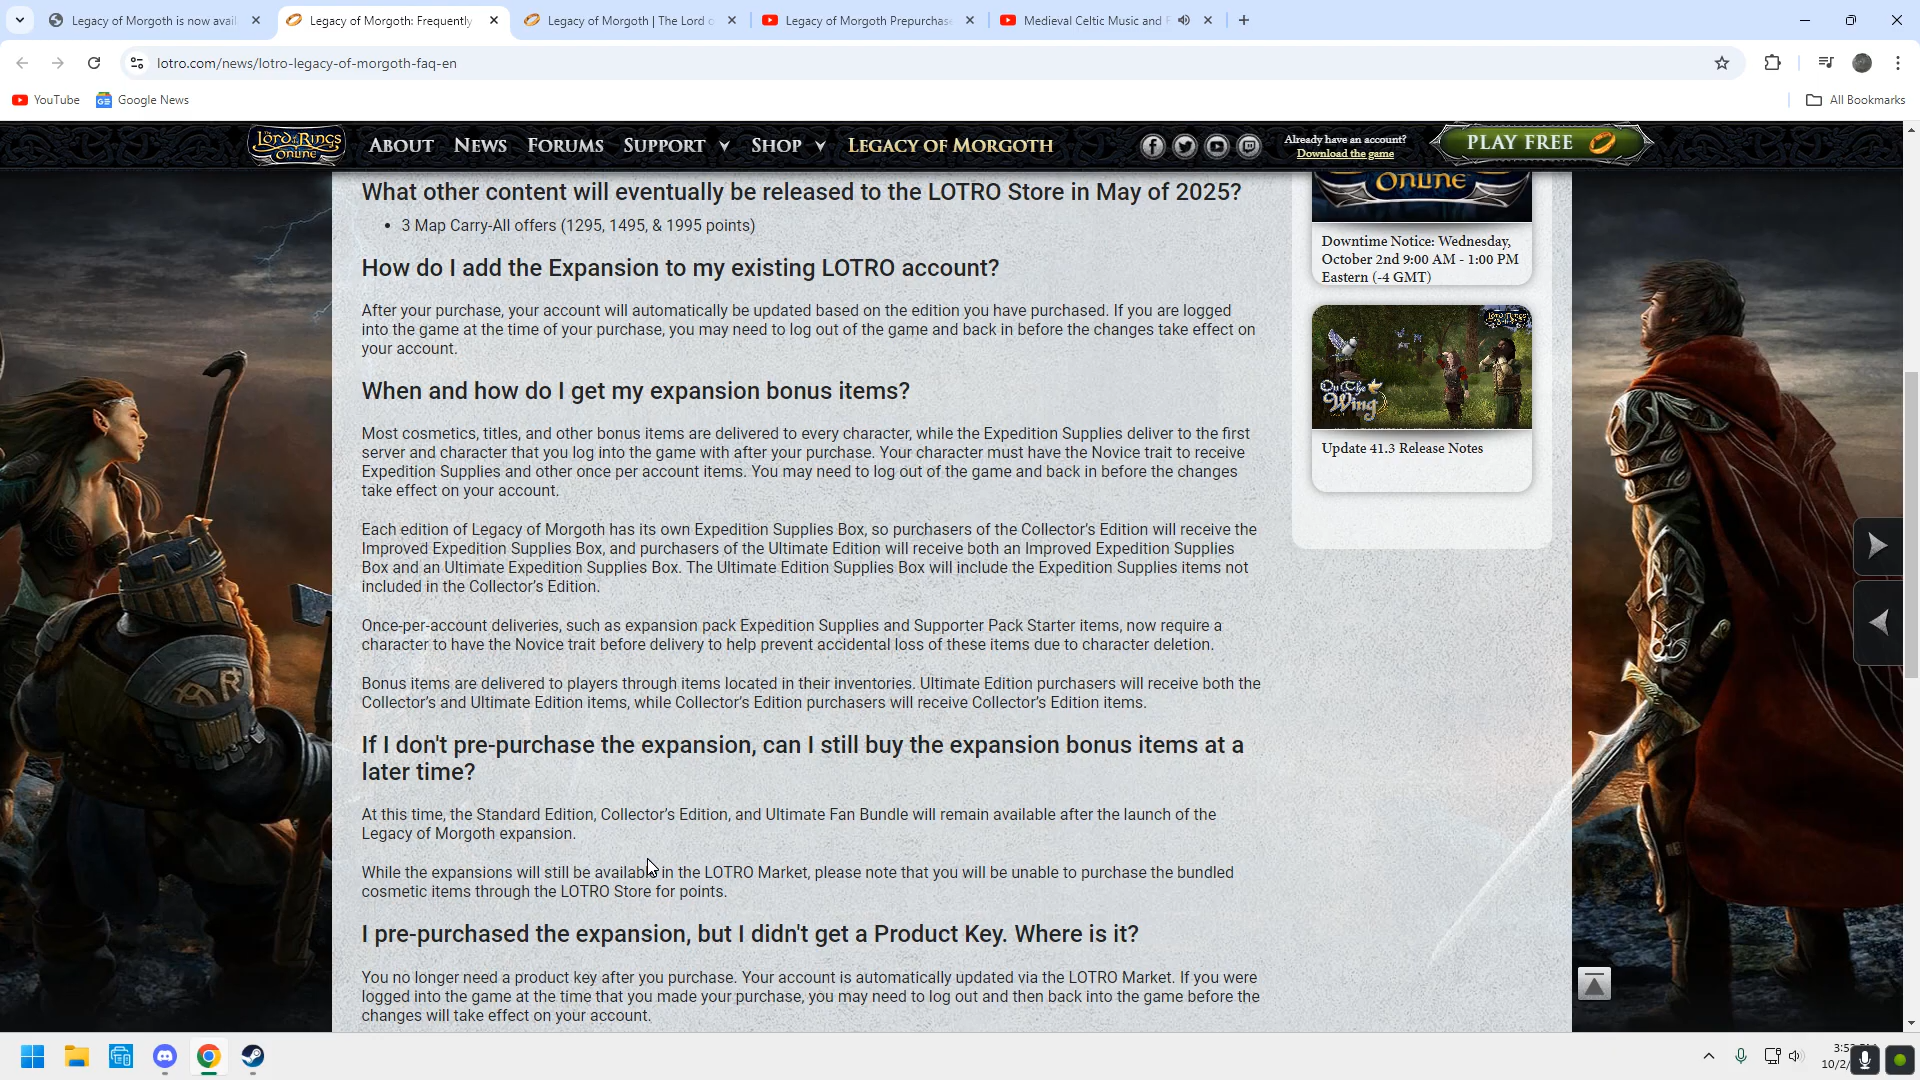 Legacy of Morgoth is now avail
Legacy of Morgoth: Frequently
Legacy of Morgoth | The Lord o
Legacy of Morgoth Prepurchase
Medieval Celtic Music and F
lotro.com/news/lotro-legacy-of-morgoth-faq-en
YouTube
Google News
All Bookmarks
The Lord of the Rings Online
ABOUT NEWS FORUMS SUPPORT SHOP LEGACY OF MORGOTH
Already have an account?
Download the game
PLAY FREE
What other content will eventually be released to the LOTRO Store in May of 2025?
• 3 Map Carry-All offers (1295, 1495, & 1995 points)
How do I add the Expansion to my existing LOTRO account?
After your purchase, your account will automatically be updated based on the edition you have purchased. If you are logged
into the game at the time of your purchase, you may need to log out of the game and back in before the changes take effect on
your account.
When and how do I get my expansion bonus items?
Most cosmetics, titles, and other bonus items are delivered to every character, while the Expedition Supplies deliver to the first
server and character that you log into the game with after your purchase. Your character must have the Novice trait to receive
Expedition Supplies and other once per account items. You may need to log out of the game and back in before the changes
take effect on your account.
Each edition of Legacy of Morgoth has its own Expedition Supplies Box, so purchasers of the Collector's Edition will receive the
Improved Expedition Supplies Box, and purchasers of the Ultimate Edition will receive both an Improved Expedition Supplies
Box and an Ultimate Expedition Supplies Box. The Ultimate Edition Supplies Box will include the Expedition Supplies items not
included in the Collector's Edition.
Once-per-account deliveries, such as expansion pack Expedition Supplies and Supporter Pack Starter items, now require a
character to have the Novice trait before delivery to help prevent accidental loss of these items due to character deletion.
Bonus items are delivered to players through items located in their inventories. Ultimate Edition purchasers will receive both the
Collector's and Ultimate Edition items, while Collector's Edition purchasers will receive Collector's Edition items.
If I don't pre-purchase the expansion, can I still buy the expansion bonus items at a
later time?
At this time, the Standard Edition, Collector's Edition, and Ultimate Fan Bundle will remain available after the launch of the
Legacy of Morgoth expansion.
While the expansions will still be available in the LOTRO Market, please note that you will be unable to purchase the bundled
cosmetic items through the LOTRO Store for points.
I pre-purchased the expansion, but I didn't get a Product Key. Where is it?
You no longer need a product key after you purchase. Your account is automatically updated via the LOTRO Market. If you were
logged into the game at the time that you made your purchase, you may need to log out and then back into the game before the
changes will take effect on your account.
ONLINE
Downtime Notice: Wednesday,
October 2nd 9:00 AM - 1:00 PM
Eastern (-4 GMT)
On The
Wing
Update 41.3 Release Notes
10/2/